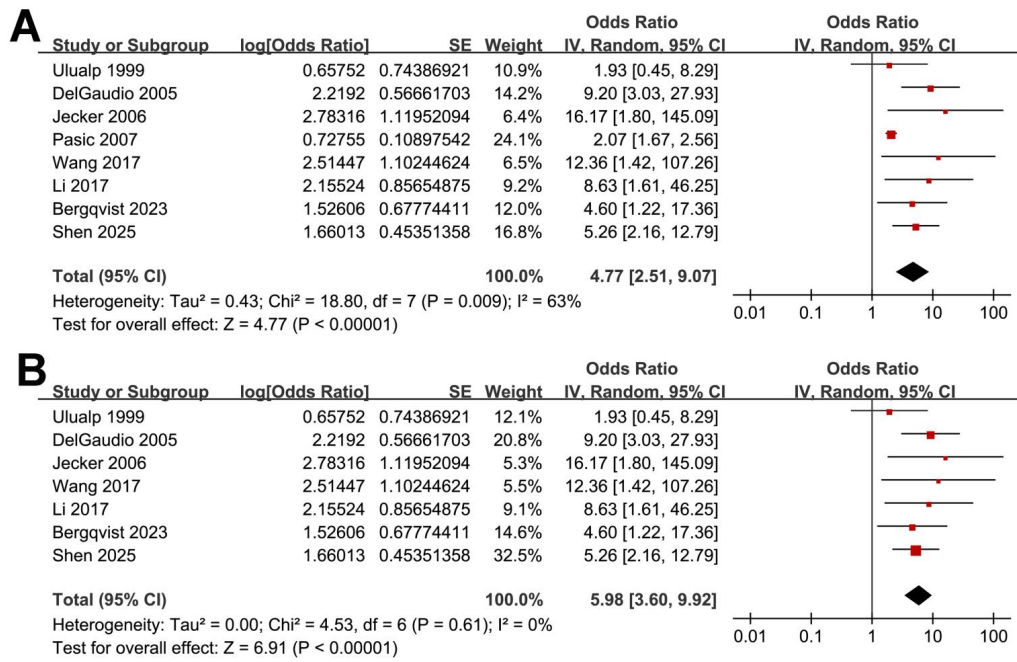 A
Odds Ratio Odds Ratio
Study or Subgroup log[Odds Ratio] SE Weight IV, Random, 95% CI IV, Random, 95% CI
Ulualp 1999 0.65752 0.74386921 10.9% 1.93 [0.45, 8.29]
DelGaudio 2005 2.2192 0.56661703 14.2% 9.20 [3.03, 27.93]
Jecker 2006 2.78316 1.11952094 6.4% 16.17 [1.80, 145.09]
Pasic 2007 0.72755 0.10897542 24.1% 2.07 [1.67, 2.56]
Wang 2017 2.51447 1.10244624 6.5% 12.36 [1.42, 107.26]
Li 2017 2.15524 0.85654875 9.2% 8.63 [1.61, 46.25]
Bergqvist 2023 1.52606 0.67774411 12.0% 4.60 [1.22, 17.36]
Shen 2025 1.66013 0.45351358 16.8% 5.26 [2.16, 12.79]
Total (95% CI) 100.0% 4.77 [2.51, 9.07]
Heterogeneity: Tau² = 0.43; Chi² = 18.80, df = 7 (P = 0.009); I² = 63%
Test for overall effect: Z = 4.77 (P < 0.00001)
0.01 0.1 1 10 100
B
Odds Ratio Odds Ratio
Study or Subgroup log[Odds Ratio] SE Weight IV, Random, 95% CI IV, Random, 95% CI
Ulualp 1999 0.65752 0.74386921 12.1% 1.93 [0.45, 8.29]
DelGaudio 2005 2.2192 0.56661703 20.8% 9.20 [3.03, 27.93]
Jecker 2006 2.78316 1.11952094 5.3% 16.17 [1.80, 145.09]
Wang 2017 2.51447 1.10244624 5.5% 12.36 [1.42, 107.26]
Li 2017 2.15524 0.85654875 9.1% 8.63 [1.61, 46.25]
Bergqvist 2023 1.52606 0.67774411 14.6% 4.60 [1.22, 17.36]
Shen 2025 1.66013 0.45351358 32.5% 5.26 [2.16, 12.79]
Total (95% CI) 100.0% 5.98 [3.60, 9.92]
Heterogeneity: Tau² = 0.00; Chi² = 4.53, df = 6 (P = 0.61); I² = 0%
Test for overall effect: Z = 6.91 (P < 0.00001)
0.01 0.1 1 10 100